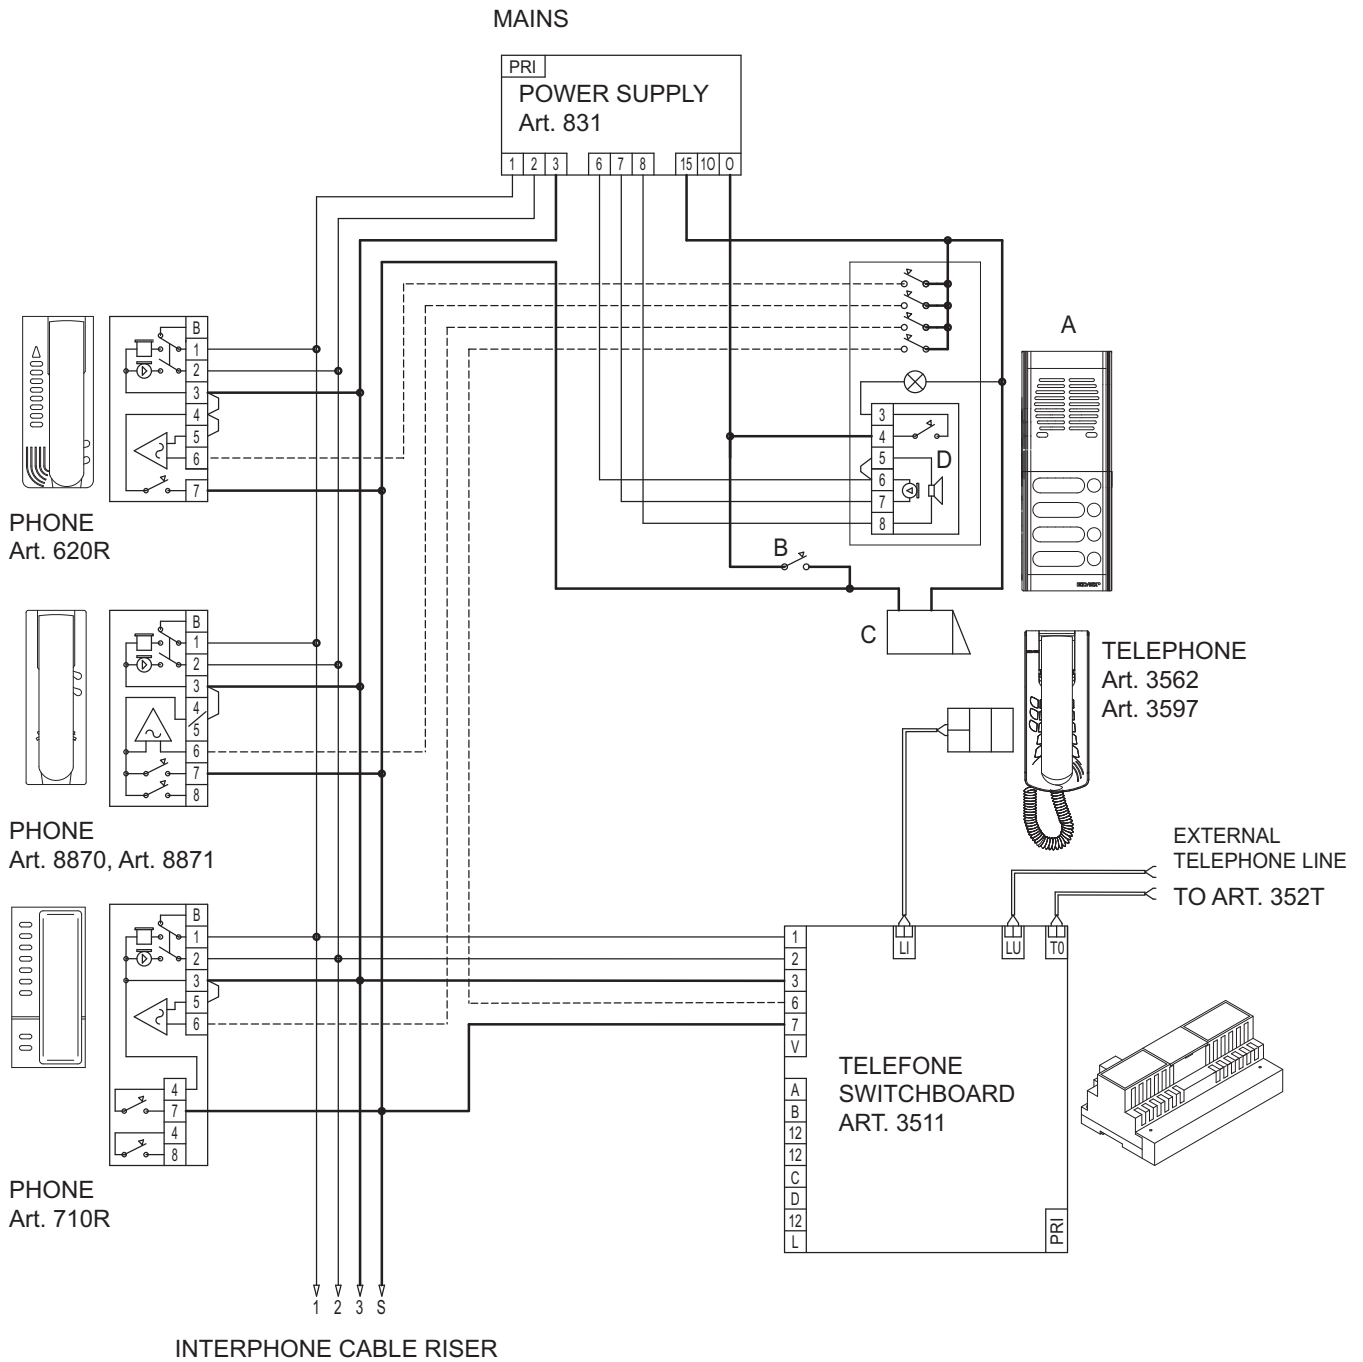 MAINS
PRI
POWER SUPPLY
Art. 831
1 2 3 6 7 8 15 10 0
A
B
1
2
3
4
5
6
7
PHONE
Art. 620R
3
4
5
6
7
8
D
B
C
B
1
2
3
4
5
6
7
8
PHONE
Art. 8870, Art. 8871
TELEPHONE
Art. 3562
Art. 3597
EXTERNAL
TELEPHONE LINE
TO ART. 352T
B
1
2
3
5
6
4
7
4
8
PHONE
Art. 710R
LI LU T0
1
2
3
6
7
V
A
B
12
12
C
D
12
L
TELEFONE
SWITCHBOARD
ART. 3511
PRI
1 2 3 S
INTERPHONE CABLE RISER